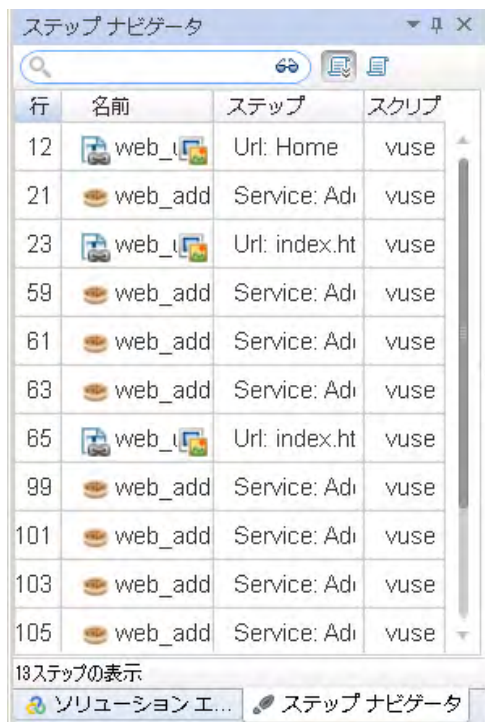 ステップ ナビゲータ
行 名前 ステップ スクリプ
12 web_u Url: Home vuse
21 web_add Service: Ad vuse
23 web_u Url: index.ht vuse
59 web_add Service: Ad vuse
61 web_add Service: Ad vuse
63 web_add Service: Ad vuse
65 web_u Url: index.ht vuse
99 web_add Service: Ad vuse
101 web_add Service: Ad vuse
103 web_add Service: Ad vuse
105 web_add Service: Ad vuse
13ステップの表示
ソリューション エ... ステップ ナビゲータ